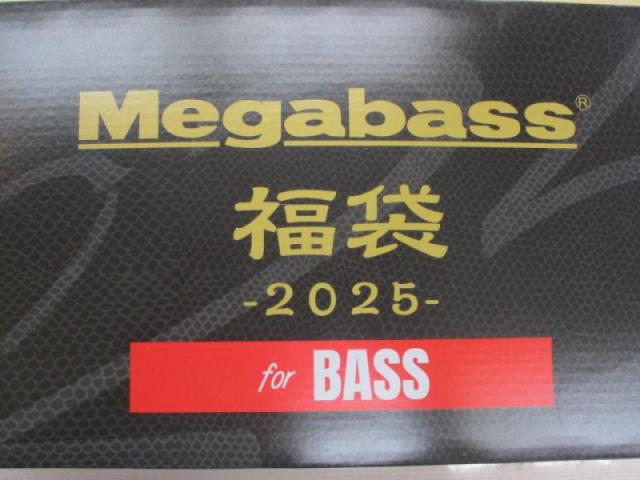 Megabass®
福袋
-2025-
for BASS